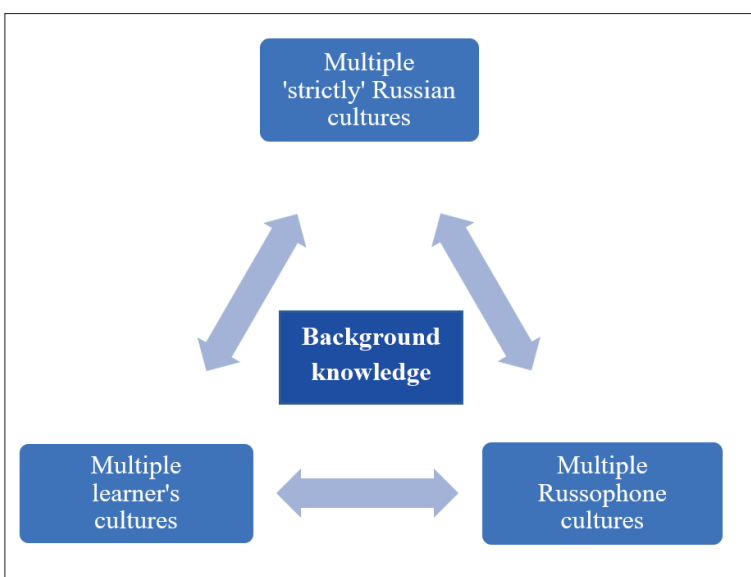 Multiple
'strictly' Russian
cultures
Background
knowledge
Multiple
learner's
cultures
Multiple
Russophone
cultures